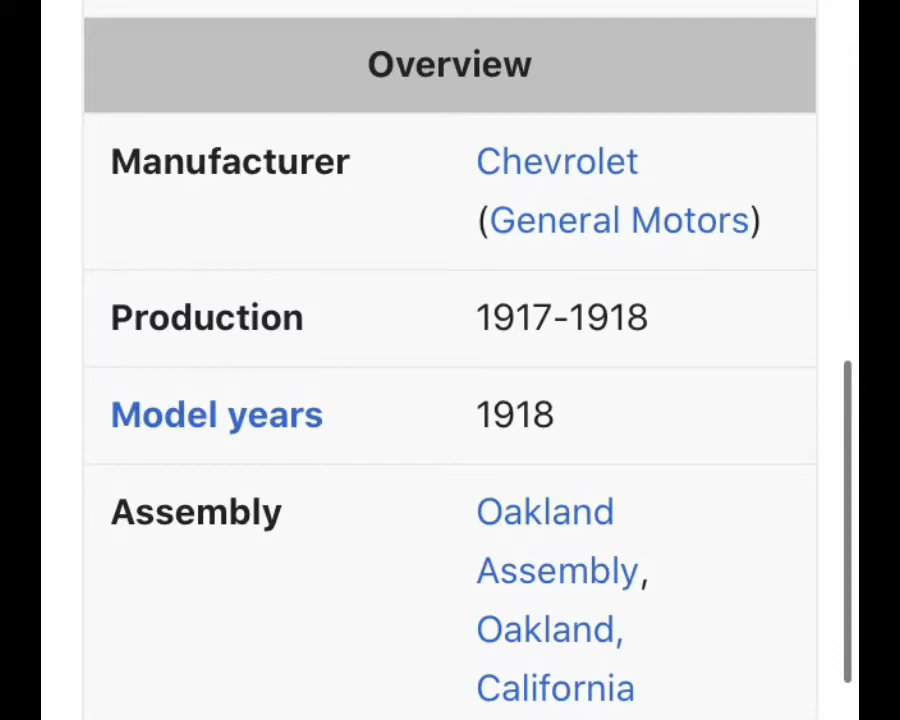 Overview
Manufacturer Chevrolet
(General Motors)
Production 1917-1918
Model years 1918
Assembly Oakland
Assembly,
Oakland,
California